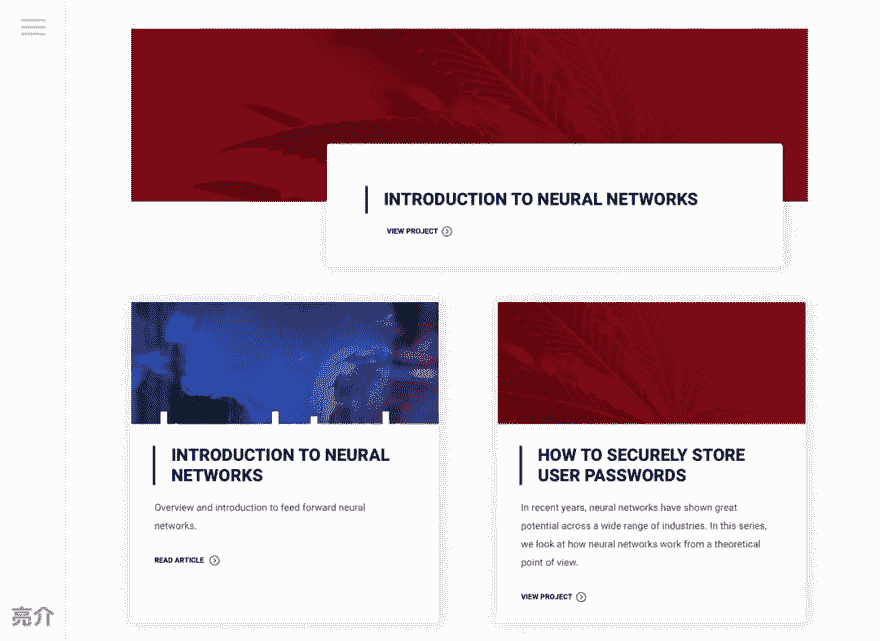 INTRODUCTION TO NEURAL NETWORKS
VIEW PROJECT
INTRODUCTION TO NEURAL
NETWORKS
Overview and introduction to feed forward neural
networks.
READ ARTICLE
HOW TO SECURELY STORE
USER PASSWORDS
In recent years, neural networks have shown great
potential across a wide range of industries. In this series,
we look at how neural networks work from a theoretical
point of view.
VIEW PROJECT
亮介